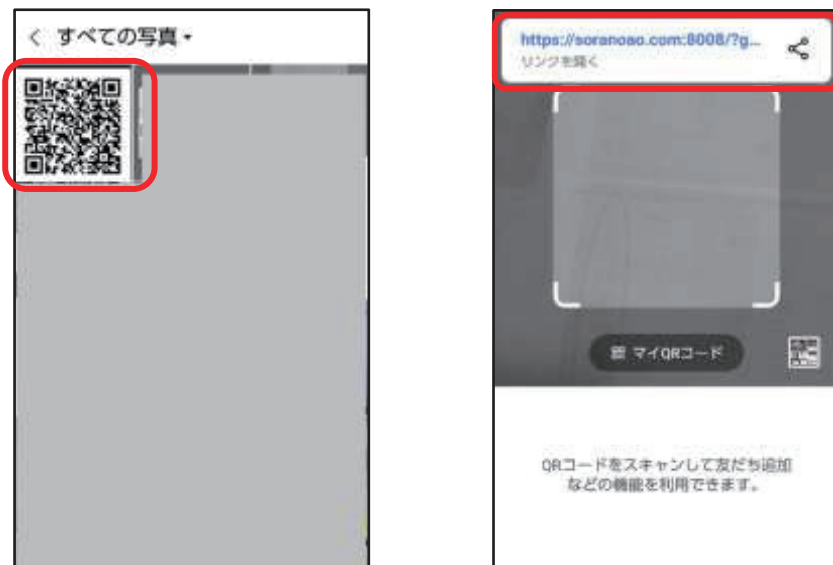 < すべての写真
https://soranoao.com:8008/?g...
リンクを開く
マイQRコード
QRコードをスキャンして友だち追加
などの機能を利用できます。